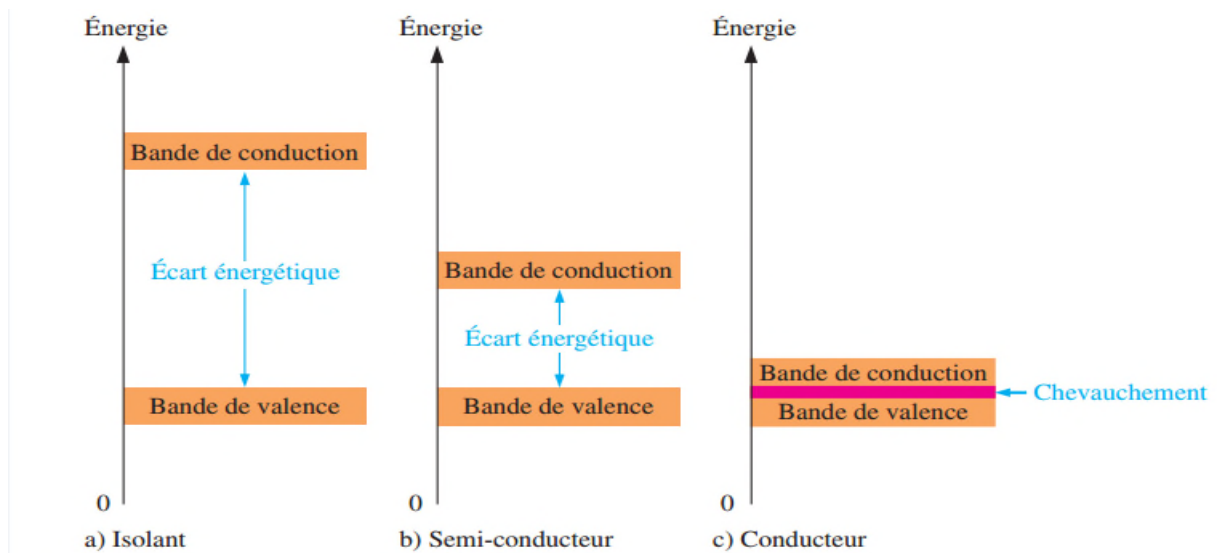 Énergie
Bande de conduction
Écart énergétique
Bande de valence
0
a) Isolant
Énergie
Bande de conduction
Écart énergétique
Bande de valence
0
b) Semi-conducteur
Énergie
Bande de conduction
Chevauchement
Bande de valence
0
c) Conducteur